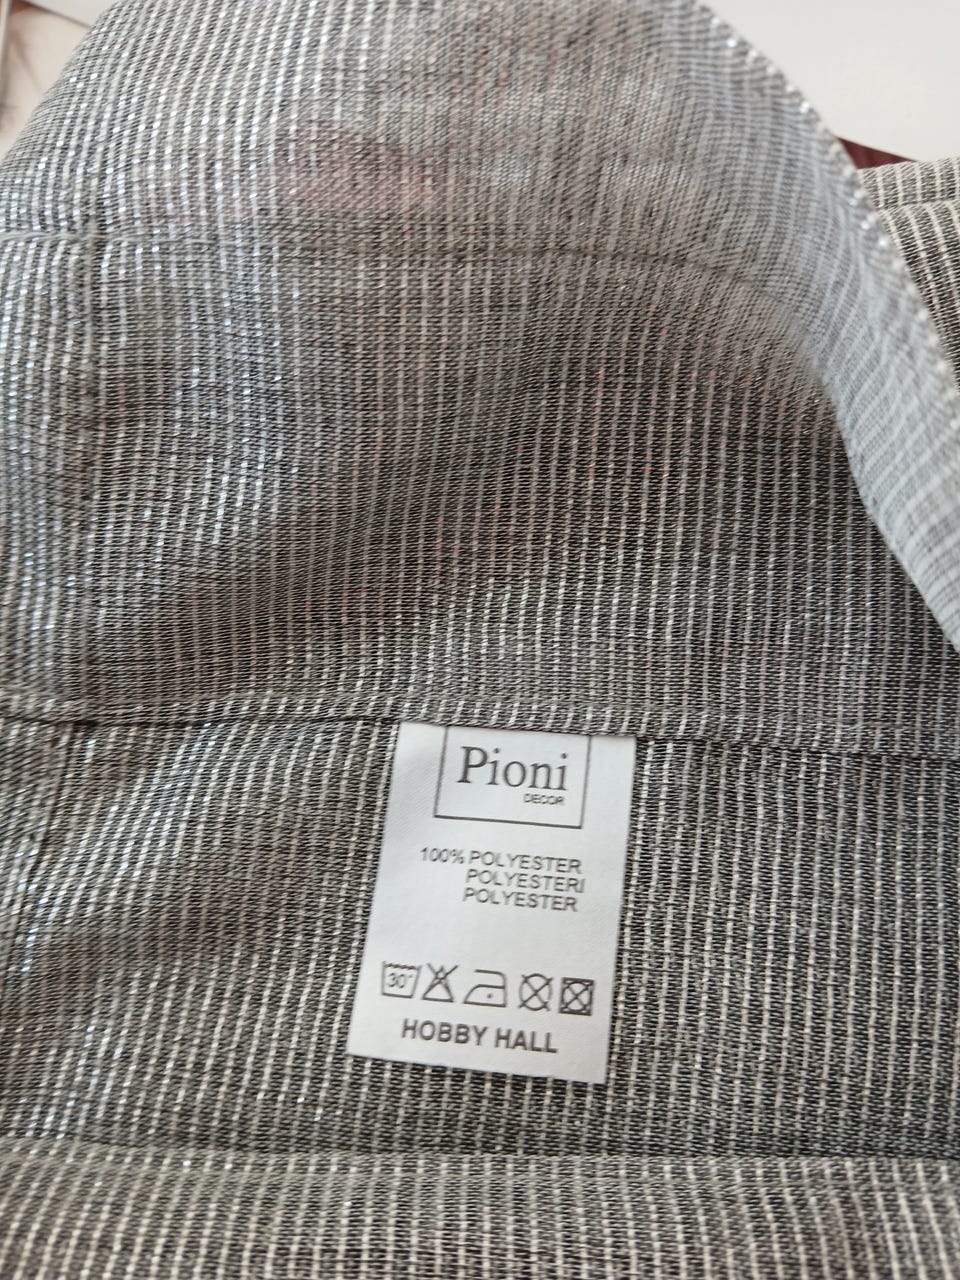 Pioni
DECOR
100% POLYESTER
POLYESTERI
POLYESTER
30°
HOBBY HALL